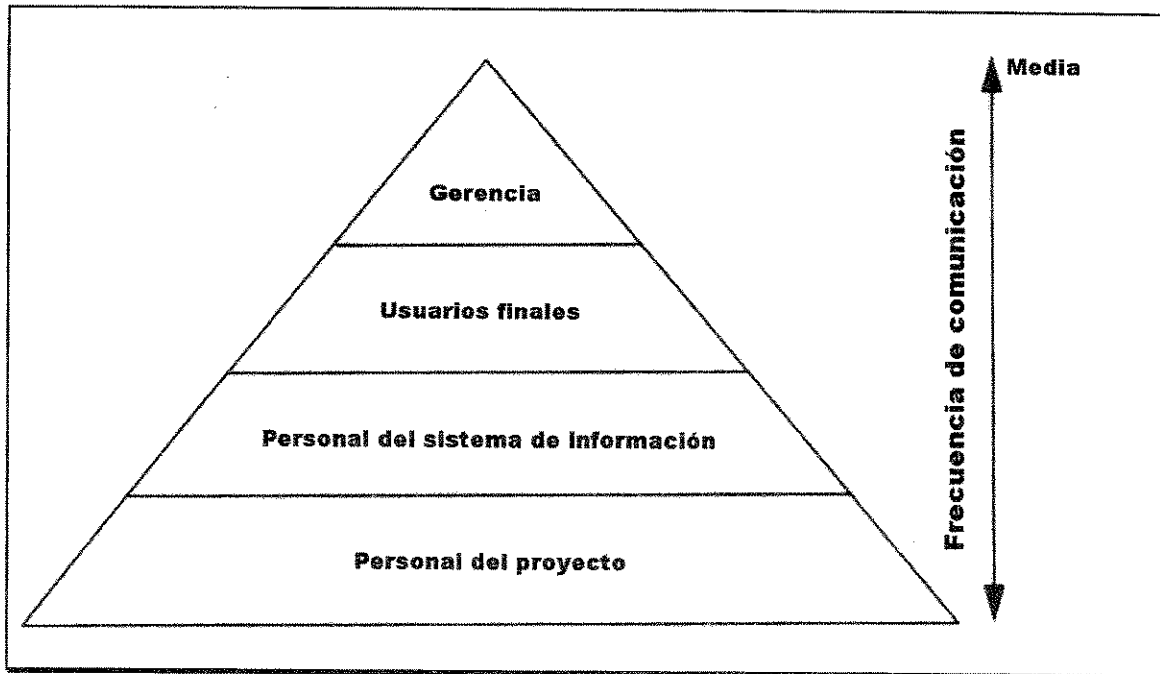 Media
Gerencia
Usuarios finales
Personal del sistema de información
Personal del proyecto
Frecuencia de comunicación